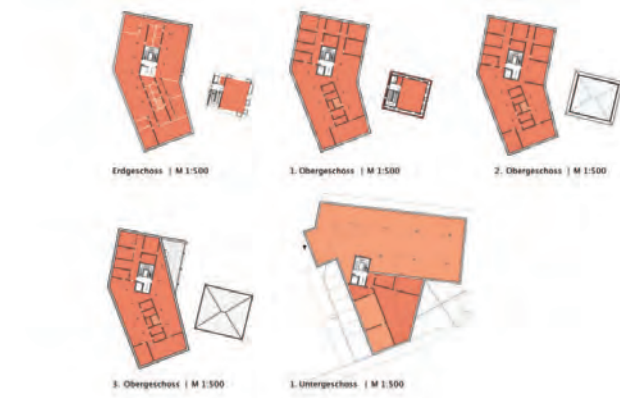 Erdgeschoss | M 1:500
1. Obergeschoss | M 1:500
2. Obergeschoss | M 1:500
3. Obergeschoss | M 1:500
1. Untergeschoss | M 1:500